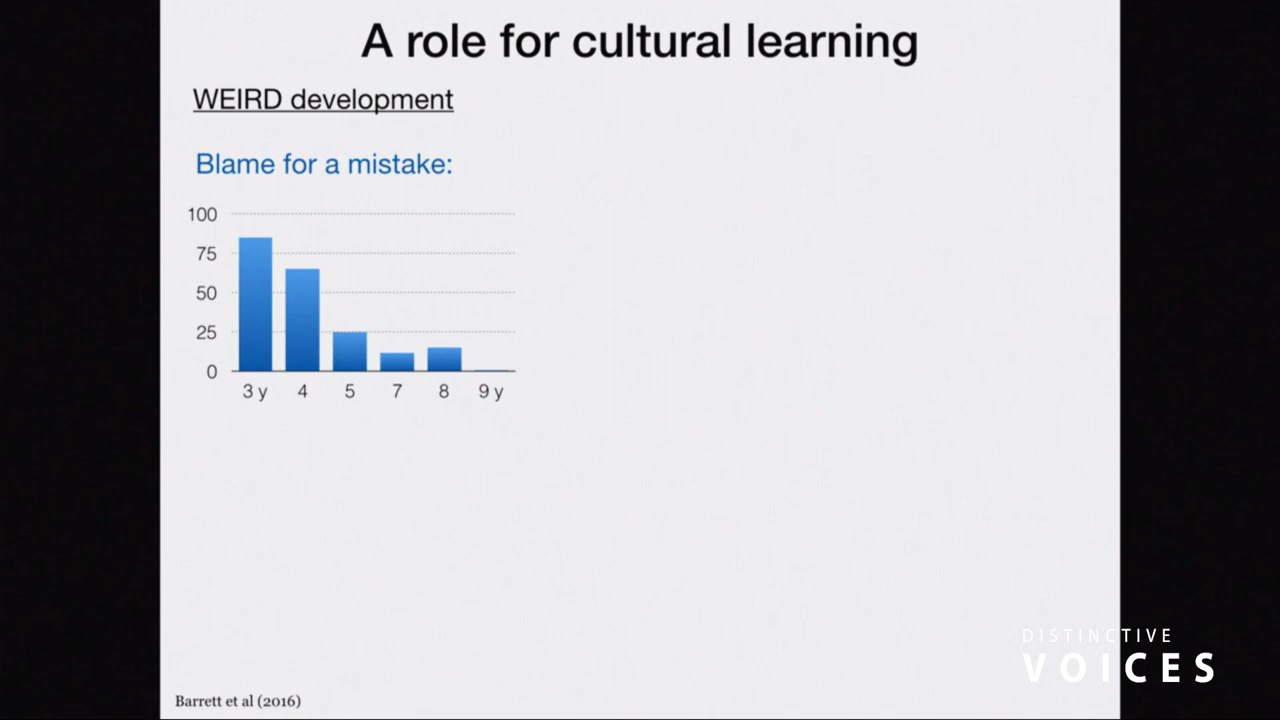 A role for cultural learning
WEIRD development
Blame for a mistake:
100
75
50
25
0
3 y 4 5 7 8 9 y
DISTINCTIVE
VOICES
Barrett et al (2016)